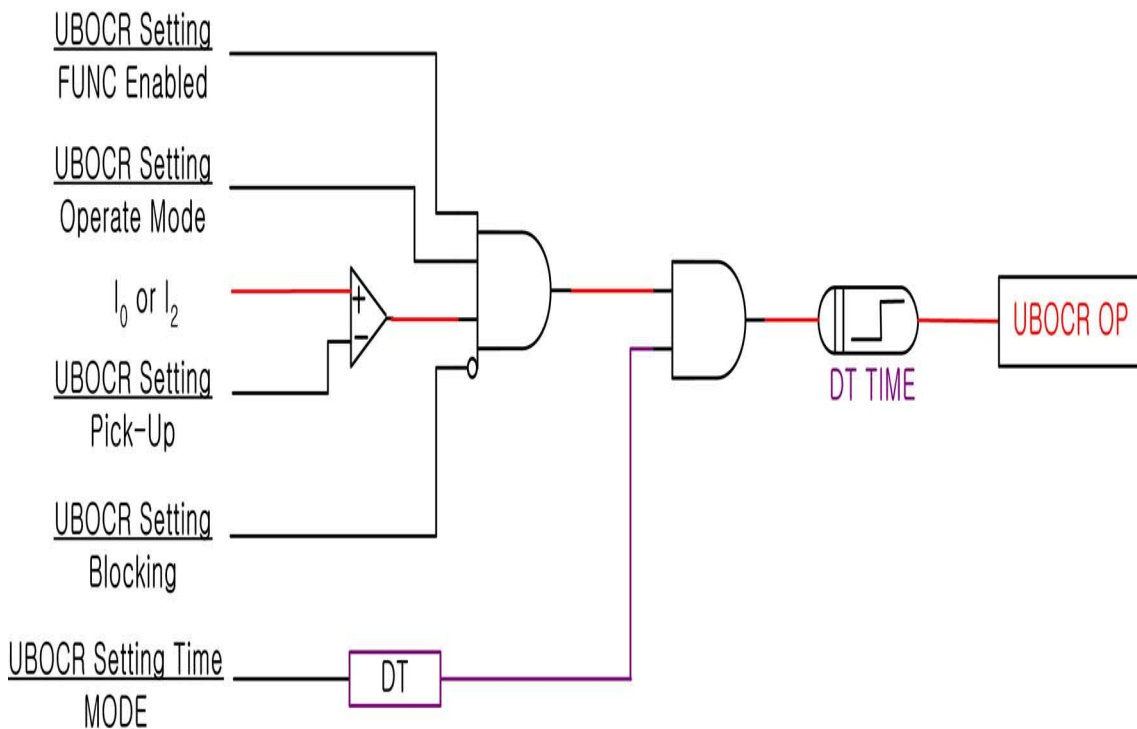 UBOCR Setting
FUNC Enabled
UBOCR Setting
Operate Mode
I₀ or I₂
+
−
UBOCR Setting
Pick-Up
UBOCR Setting
Blocking
UBOCR Setting Time
MODE
DT
DT TIME
UBOCR OP